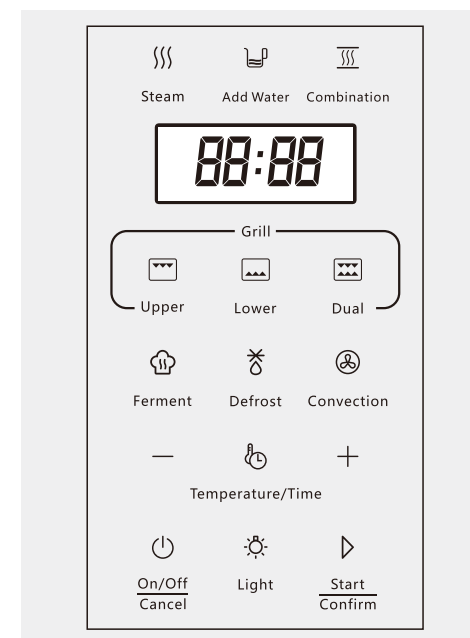 Steam Add Water Combination
88:88
Grill
Upper Lower Dual
Ferment Defrost Convection
Temperature/Time
On/Off Light Start
Cancel Confirm